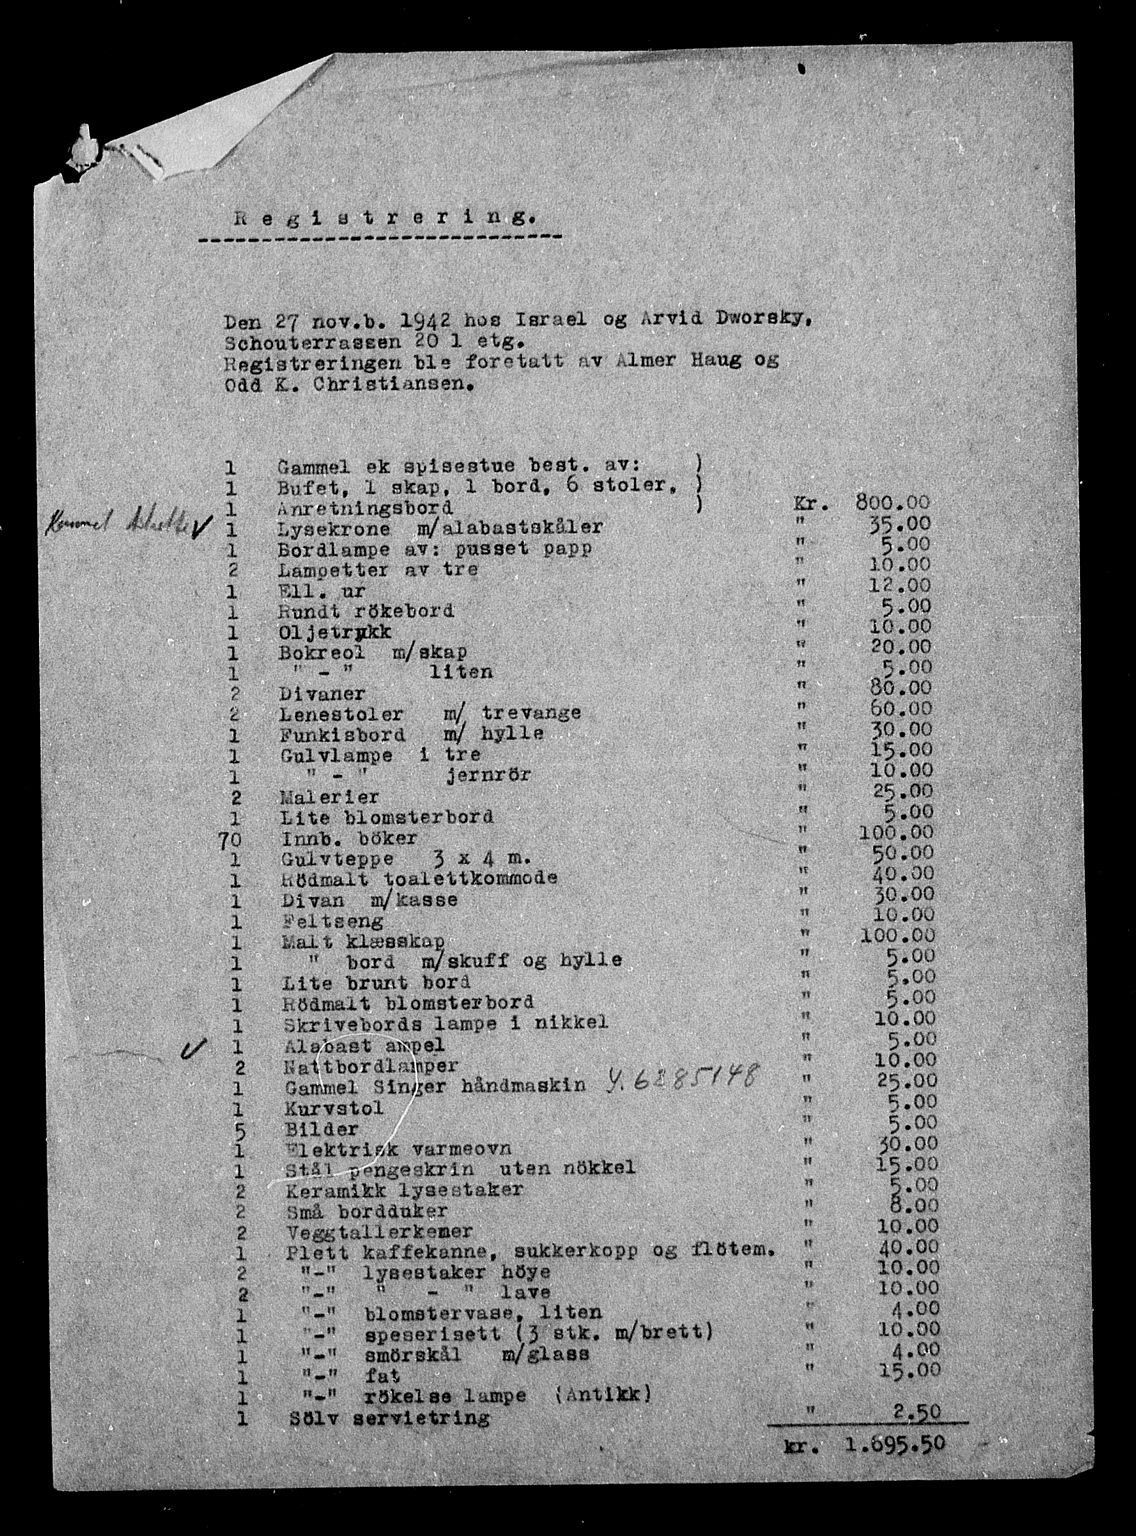 Registrering.
Den 27 nov.b. 1942 hos Israel og Arvid Dworsky,
Schouterrassen 20 1 etg.
Registreringen ble foretatt av Almer Haug og
Odd K. Christiansen.
1 Gammel ek spisestue best. av: )
1 Bufet, 1 skap, 1 bord, 6 stoler, )
1 Anretningsbord ) Kr. 800.00
✓ 1 Lysekrone m/alabastskåler " 35.00
1 Bordlampe av: pusset papp " 5.00
2 Lampetter av tre " 10.00
1 Ell. ur " 12.00
1 Rundt rökebord " 5.00
1 Oljetrykk " 10.00
1 Bokreol m/skap " 20.00
1 " - " liten " 5.00
2 Divaner " 80.00
2 Lenestoler m/ trevange " 60.00
1 Funkisbord m/ hylle " 30.00
1 Gulvlampe i tre " 15.00
1 " - " jernrör " 10.00
2 Malerier " 25.00
1 Lite blomsterbord " 5.00
70 Innb. böker " 100.00
1 Gulvteppe 3 x 4 m. " 50.00
1 Rödmalt toalettkommode " 40.00
1 Divan m/kasse " 30.00
1 Feltseng " 10.00
1 Malt klæsskap " 100.00
1 " bord m/skuff og hylle " 5.00
1 Lite brunt bord " 5.00
1 Rödmalt blomsterbord " 5.00
1 Skrivebords lampe i nikkel " 10.00
✓ 1 Alabast ampel " 5.00
2 Nattbordlamper " 10.00
1 Gammel Singer håndmaskin Y.6285148 " 25.00
1 Kurvstol " 5.00
5 Bilder " 5.00
1 Elektrisk varmeovn " 30.00
1 Stål pengeskrin uten nökkel " 15.00
2 Keramikk lysestaker " 5.00
2 Små bordduker " 8.00
2 Veggtallerkener " 10.00
1 Plett kaffekanne, sukkerkopp og flötem. " 40.00
2 "-" lysestaker höye " 10.00
2 "-" " - " lave " 10.00
1 "-" blomstervase, liten " 4.00
1 "-" speserisett (3 stk. m/brett) " 10.00
1 "-" smörskål m/glass " 4.00
1 "-" fat " 15.00
1 "-" rökelse lampe (Antikk)
1 Sölv servietring " 2.50
kr. 1.695.50